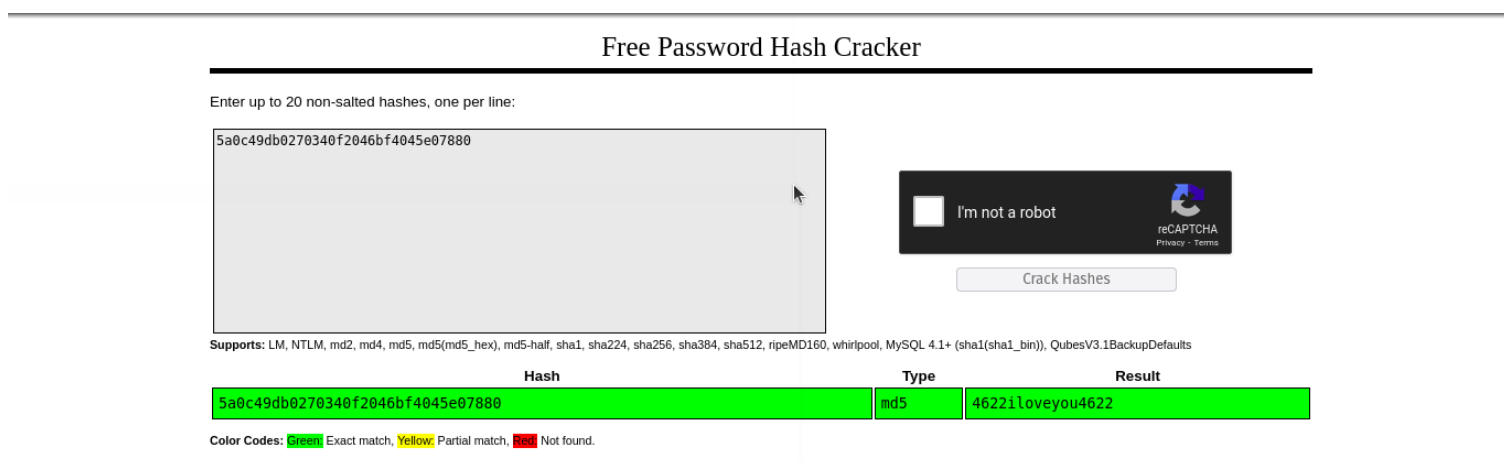 Free Password Hash Cracker
Enter up to 20 non-salted hashes, one per line:
5a0c49db0270340f2046bf4045e07880
I'm not a robot
reCAPTCHA
Privacy - Terms
Crack Hashes
Supports: LM, NTLM, md2, md4, md5, md5(md5_hex), md5-half, sha1, sha224, sha256, sha384, sha512, ripeMD160, whirlpool, MySQL 4.1+ (sha1(sha1_bin)), QubesV3.1BackupDefaults
Hash Type Result
5a0c49db0270340f2046bf4045e07880 md5 4622iloveyou4622
Color Codes: Green: Exact match, Yellow: Partial match, Red: Not found.